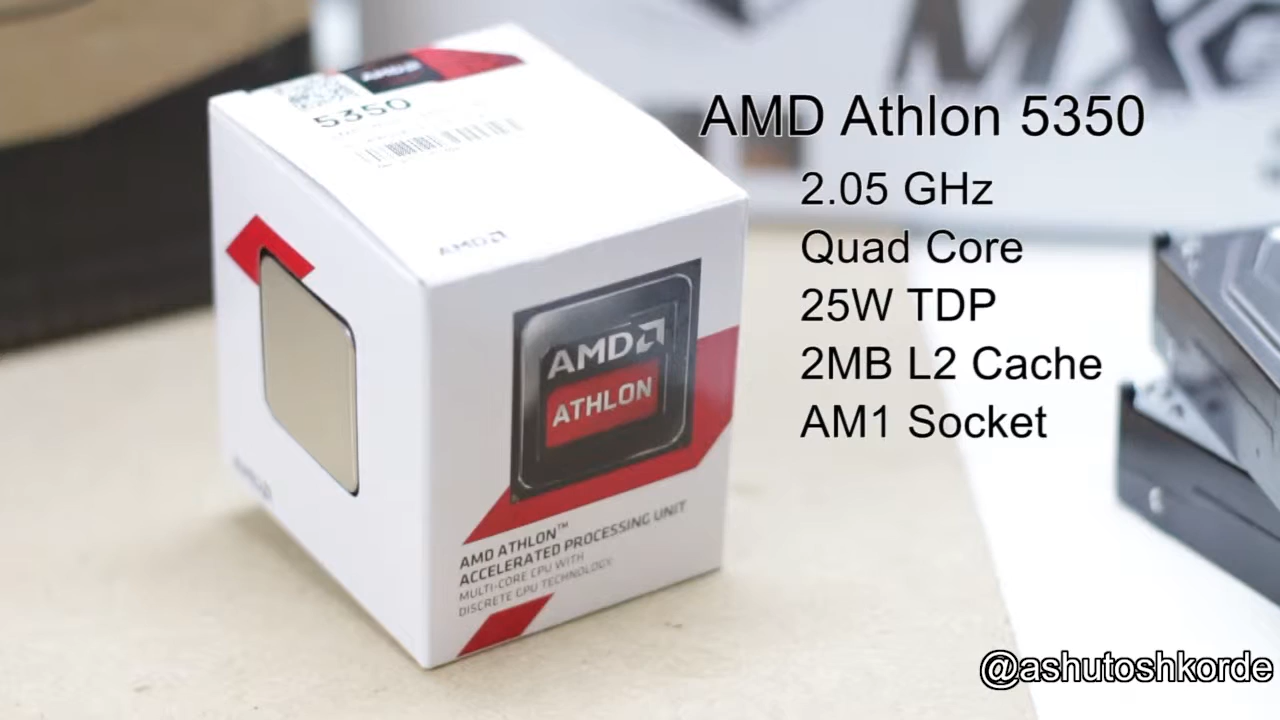 AMD
5350
AMD
AMD
ATHLON
AMD ATHLON™
ACCELERATED PROCESSING UNIT
MULTI-CORE CPU WITH
DISCRETE GPU TECHNOLOGY
AMD Athlon 5350
2.05 GHz
Quad Core
25W TDP
2MB L2 Cache
AM1 Socket
@ashutoshkorde